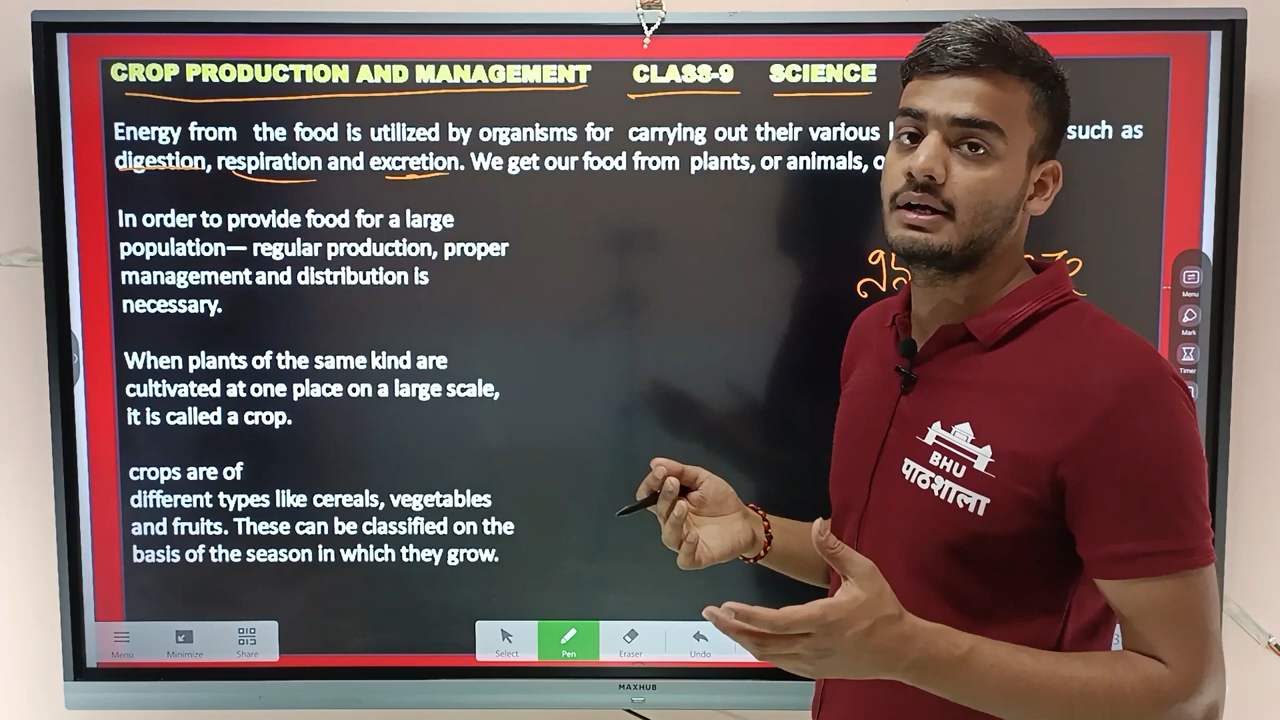 CROP PRODUCTION AND MANAGEMENT CLASS-9 SCIENCE
Energy from the food is utilized by organisms for carrying out their various such as
digestion, respiration and excretion. We get our food from plants, or animals,
In order to provide food for a large
population— regular production, proper
management and distribution is
necessary.
When plants of the same kind are
cultivated at one place on a large scale,
it is called a crop.
crops are of
different types like cereals, vegetables
and fruits. These can be classified on the
basis of the season in which they grow.
Menu
Mark
Timer
BHU
पाठशाला
Menu Minimize Share Select Pen Eraser Undo
MAXHUB